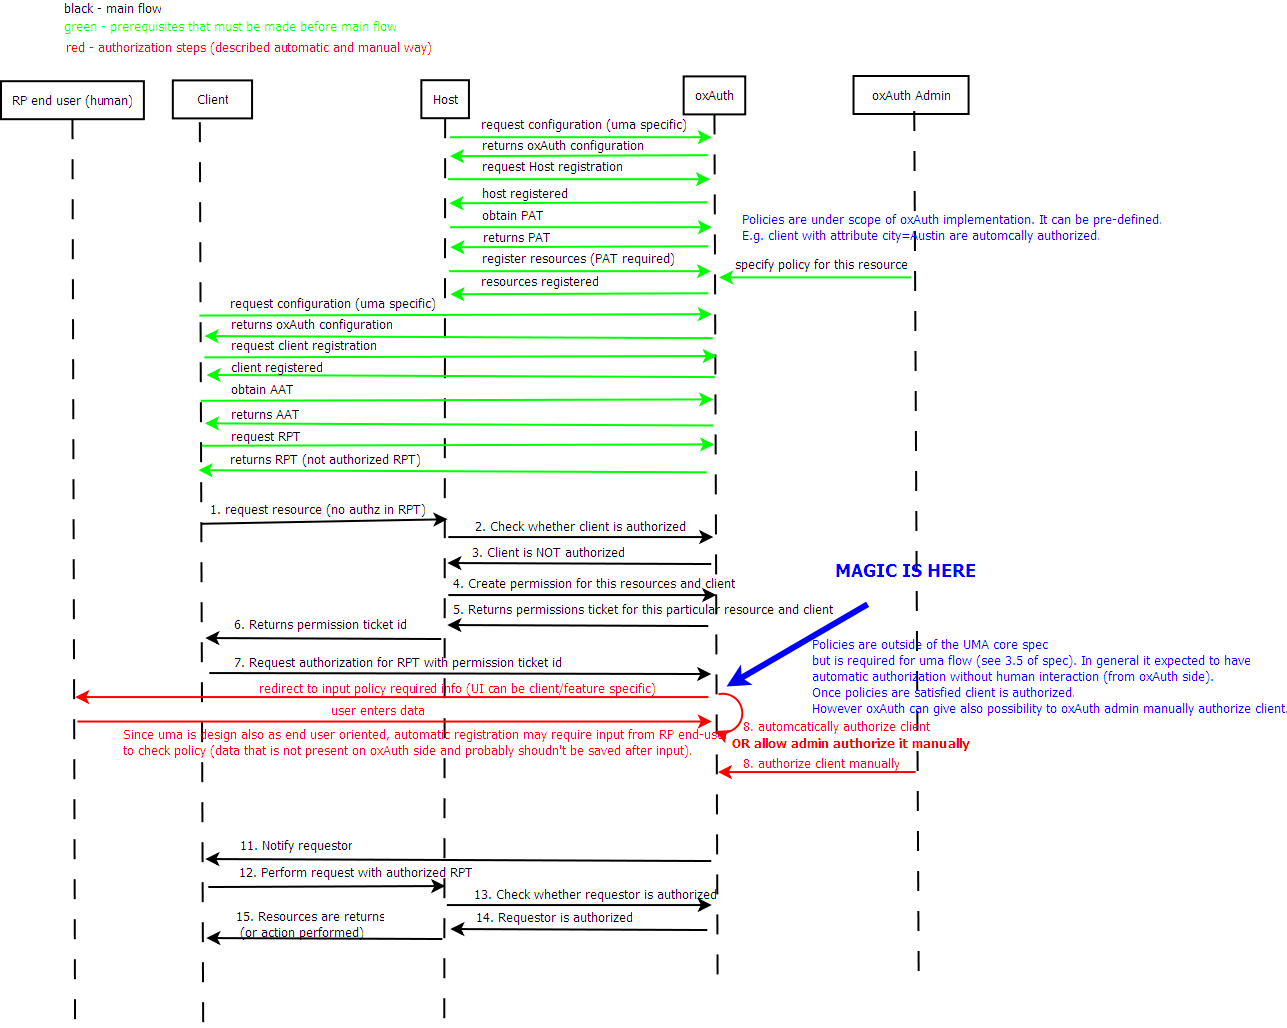 black - main flow
green - prerequisites that must be made before main flow
red - authorization steps (described automatic and manual way)
RP end user (human)
Client
Host
oxAuth
oxAuth Admin
request configuration (uma specific)
returns oxAuth configuration
request Host registration
host registered
obtain PAT
returns PAT
Policies are under scope of oxAuth implementation. It can be pre-defined.
E.g. client with attribute city=Austin are automcally authorized.
register resources (PAT required)
specify policy for this resource
resources registered
request configuration (uma specific)
returns oxAuth configuration
request client registration
client registered
obtain AAT
returns AAT
request RPT
returns RPT (not authorized RPT)
1. request resource (no authz in RPT)
2. Check whether client is authorized
3. Client is NOT authorized
MAGIC IS HERE
4. Create permission for this resources and client
5. Returns permissions ticket for this particular resource and client
6. Returns permission ticket id
Policies are outside of the UMA core spec
but is required for uma flow (see 3.5 of spec). In general it expected to have
automatic authorization without human interaction (from oxAuth side).
Once policies are satisfied client is authorized.
However oxAuth can give also possibility to oxAuth admin manually authorize client.
7. Request authorization for RPT with permission ticket id
redirect to input policy required info (UI can be client/feature specific)
user enters data
Since uma is design also as end user oriented, automatic registration may require input from RP end-user
to check policy (data that is not present on oxAuth side and probably shoudn't be saved after input).
8. automcatically authorize client
OR allow admin authorize it manually
8. authorize client manually
11. Notify requestor
12. Perform request with authorized RPT
13. Check whether requestor is authorized
14. Requestor is authorized
15. Resources are returns
(or action performed)